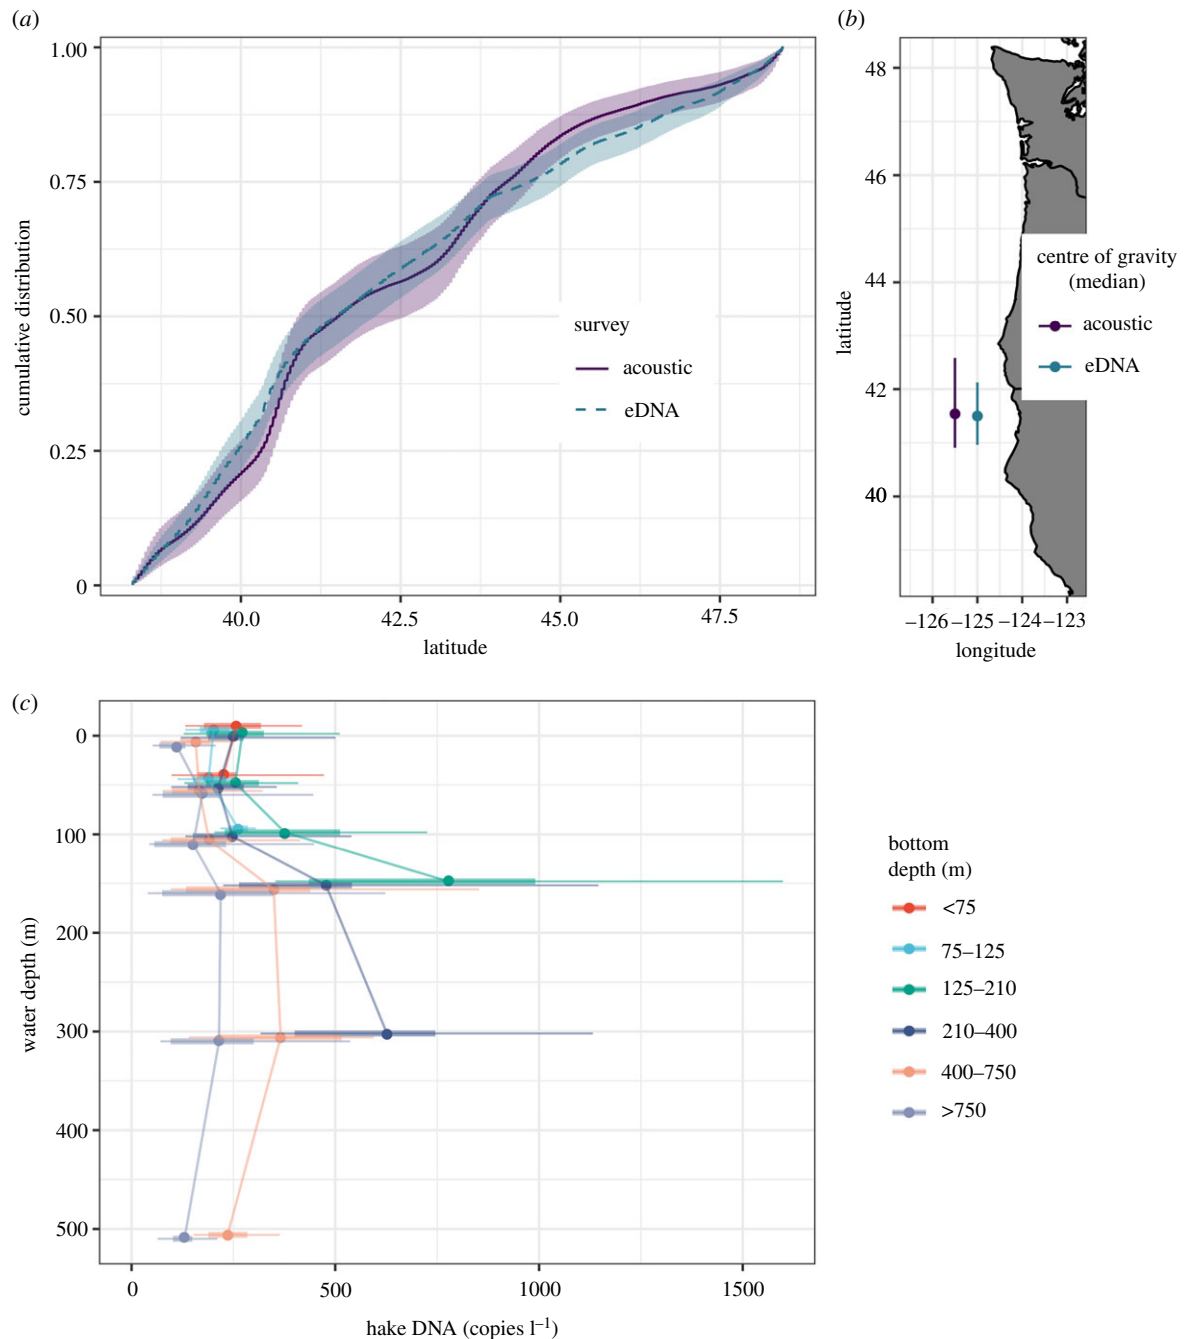 (a)
1.00
0.75
0.50
0.25
0
cumulative distribution
40.0 42.5 45.0 47.5
latitude
survey
acoustic
eDNA
(b)
48
46
44
42
40
latitude
−126 −125 −124 −123
longitude
centre of gravity
(median)
acoustic
eDNA
(c)
0
100
200
300
400
500
water depth (m)
0 500 1000 1500
hake DNA (copies l⁻¹)
bottom
depth (m)
<75
75–125
125–210
210–400
400–750
>750